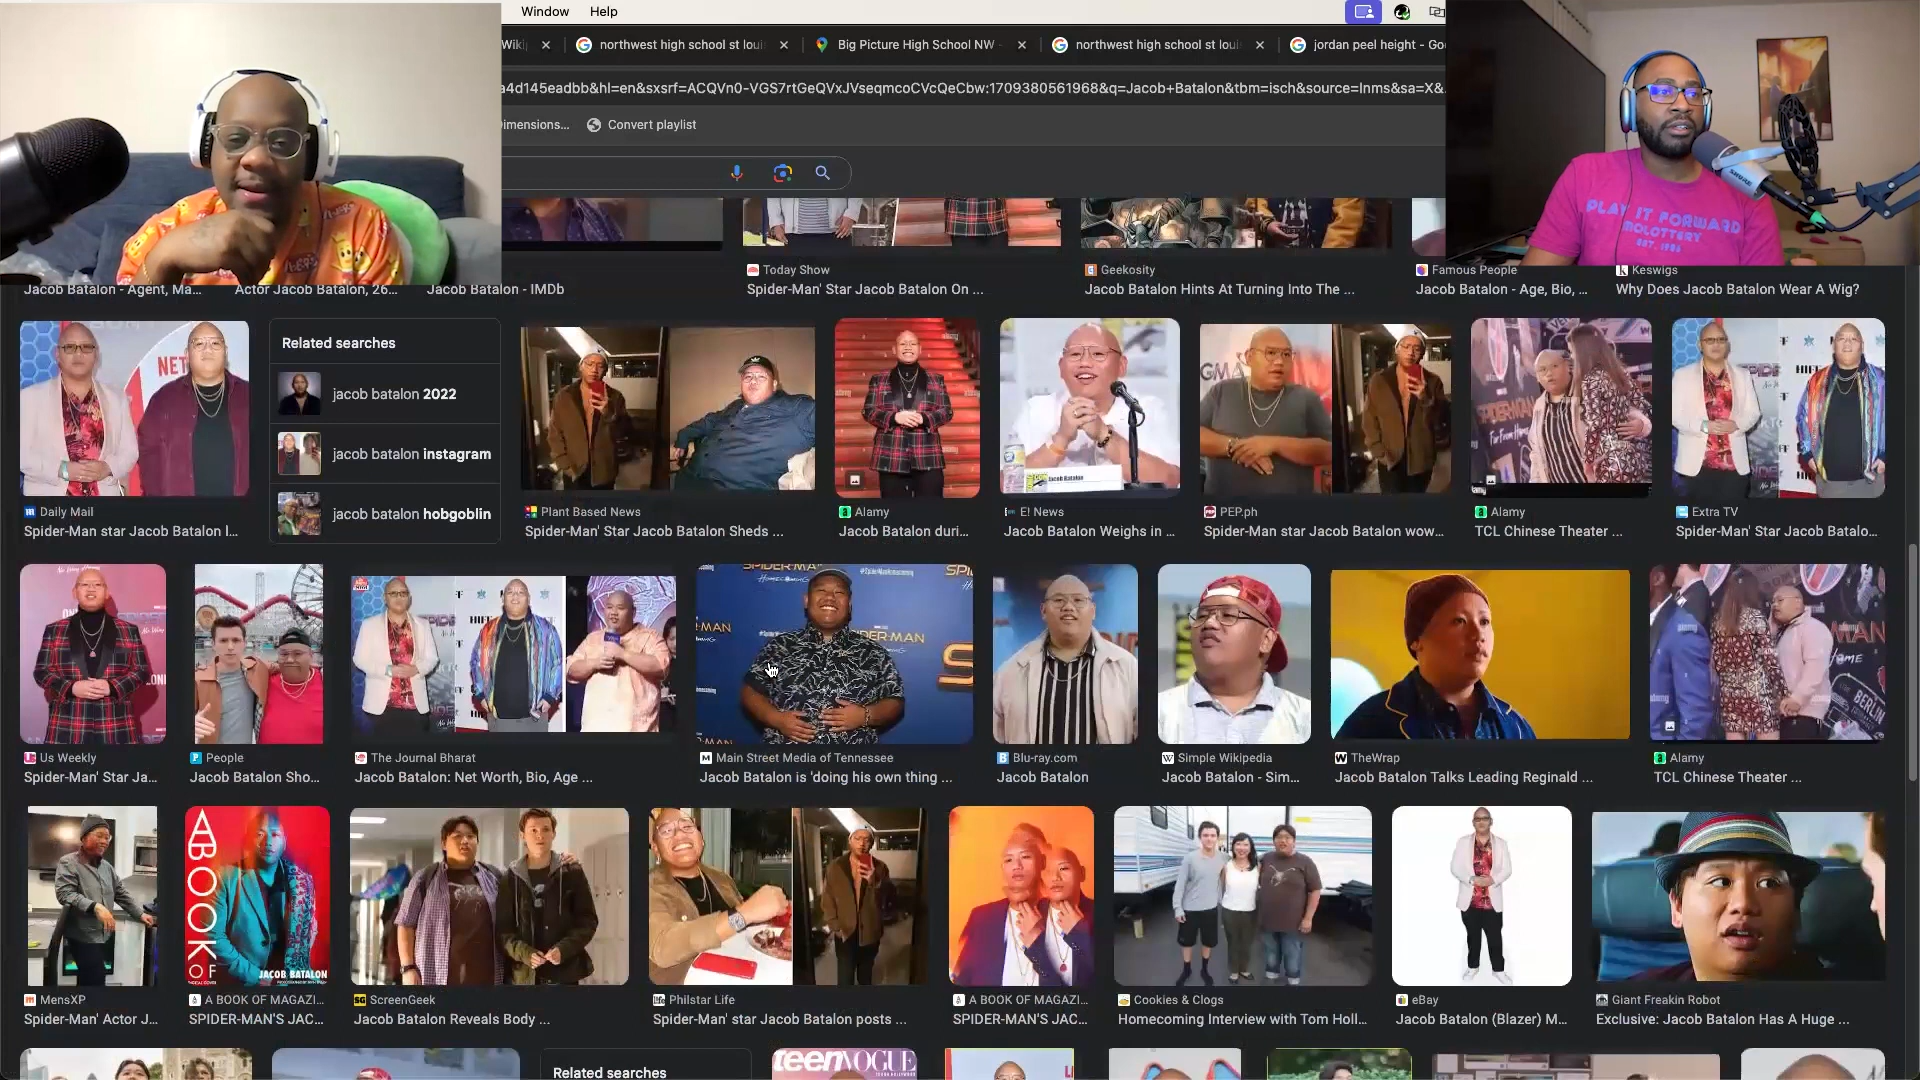 Window Help
Wiki
northwest high school st loui
Big Picture High School NW -
northwest high school st loui
jordan peel height - Go
a4d145eadbb&hl=en&sxsrf=ACQVn0-VGS7rtGeQVxJVseqmcoCVcQeCbw:1709380561968&q=Jacob+Batalon&tbm=isch&source=lnms&sa=X&.
imensions...
Convert playlist
PLAY IT FORWARD
MOLOTTERY
EST. 1986
SHURE
Today Show
Geekosity
Famous People
Keswigs
Jacob Batalon - Agent, Ma...
Actor Jacob Batalon, 26...
Jacob Batalon - IMDb
Spider-Man' Star Jacob Batalon On ...
Jacob Batalon Hints At Turning Into The ...
Jacob Batalon - Age, Bio, ...
Why Does Jacob Batalon Wear A Wig?
NET
Related searches
jacob batalon 2022
jacob batalon instagram
jacob batalon hobgoblin
GMA
Jacob Batalon
Daily Mail
Spider-Man star Jacob Batalon l...
Plant Based News
Spider-Man' Star Jacob Batalon Sheds ...
Alamy
Jacob Batalon duri...
E! News
Jacob Batalon Weighs in ...
PEP.ph
Spider-Man star Jacob Batalon wow...
Alamy
TCL Chinese Theater ...
Extra TV
Spider-Man' Star Jacob Batalo...
SPIDER-MAN
HOMECOMING
Us Weekly
Spider-Man' Star Ja...
People
Jacob Batalon Sho...
The Journal Bharat
Jacob Batalon: Net Worth, Bio, Age ...
Main Street Media of Tennessee
Jacob Batalon is 'doing his own thing ...
Blu-ray.com
Jacob Batalon
Simple Wikipedia
Jacob Batalon - Sim...
TheWrap
Jacob Batalon Talks Leading Reginald ...
Alamy
TCL Chinese Theater ...
A BOOK OF
JACOB BATALON
MensXP
Spider-Man' Actor J...
A BOOK OF MAGAZI...
SPIDER-MAN'S JAC...
ScreenGeek
Jacob Batalon Reveals Body ...
Philstar Life
Spider-Man' star Jacob Batalon posts ...
A BOOK OF MAGAZI...
SPIDER-MAN'S JAC...
Cookies & Clogs
Homecoming Interview with Tom Holl...
eBay
Jacob Batalon (Blazer) M...
Giant Freakin Robot
Exclusive: Jacob Batalon Has A Huge ...
Related searches
teenVOGUE